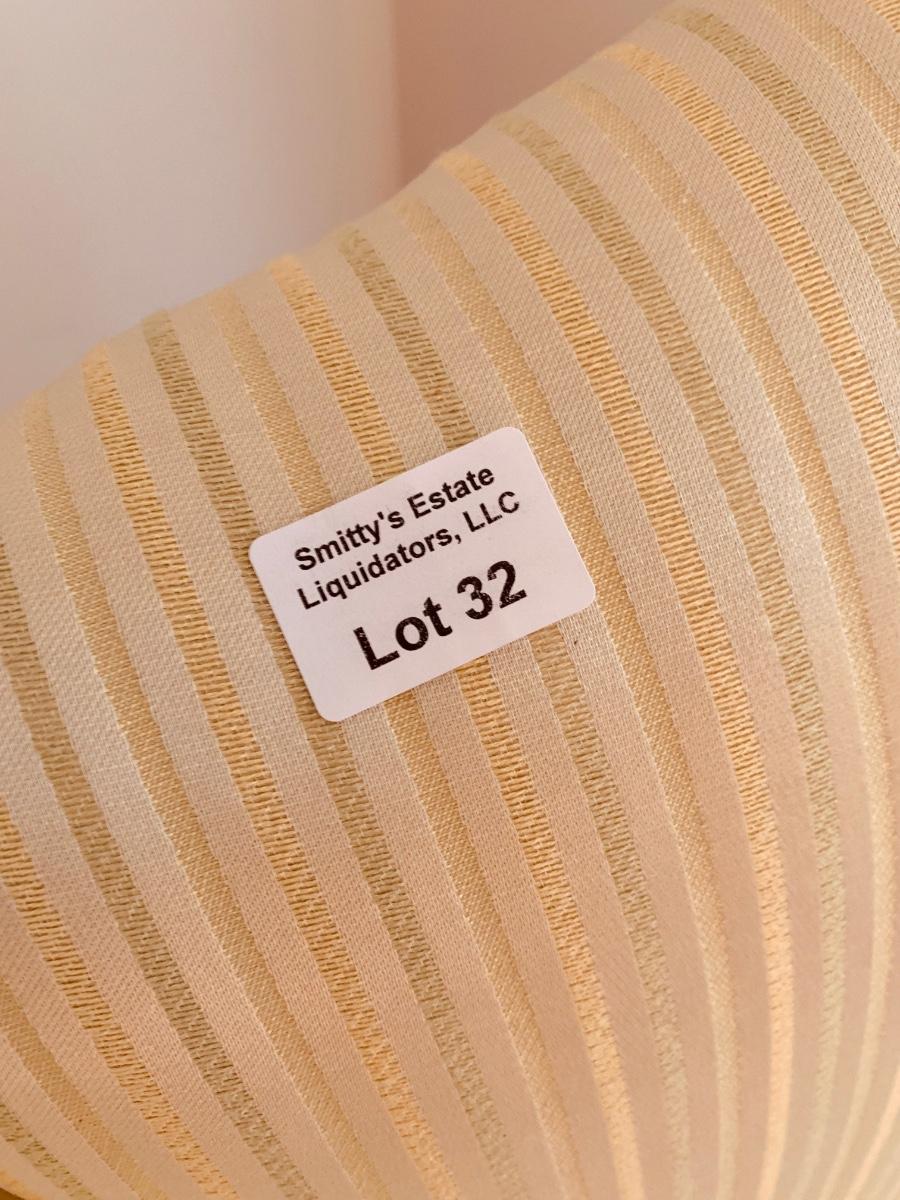 Smitty's Estate
Liquidators, LLC
Lot 32